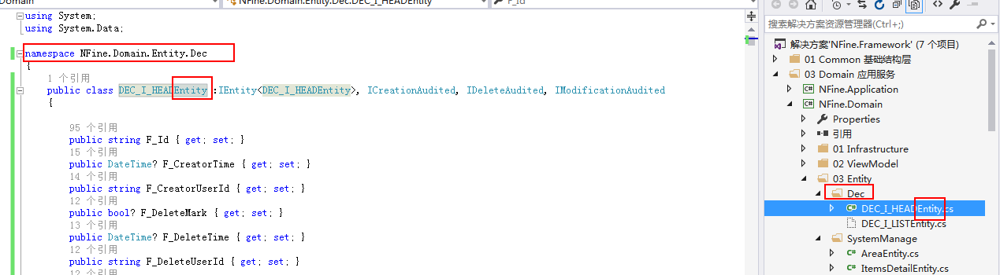 Domain
NFine.Domain.Entity.Dec.DEC_I_HEADEntity
F_Id
using System;
using System.Data;
namespace NFine.Domain.Entity.Dec
{
1 个引用
public class DEC_I_HEADEntity :IEntity<DEC_I_HEADEntity>, ICreationAudited, IDeleteAudited, IModificationAudited
{
95 个引用
public string F_Id { get; set; }
15 个引用
public DateTime? F_CreatorTime { get; set; }
14 个引用
public string F_CreatorUserId { get; set; }
12 个引用
public bool? F_DeleteMark { get; set; }
13 个引用
public DateTime? F_DeleteTime { get; set; }
12 个引用
public string F_DeleteUserId { get; set; }
12 个引用
搜索解决方案资源管理器(Ctrl+;)
解决方案'NFine.Framework' (7 个项目)
01 Common 基础结构层
03 Domain 应用服务
NFine.Application
NFine.Domain
Properties
引用
01 Infrastructure
02 ViewModel
03 Entity
Dec
DEC_I_HEADEntity.cs
DEC_I_LISTEntity.cs
SystemManage
AreaEntity.cs
ItemsDetailEntity.cs